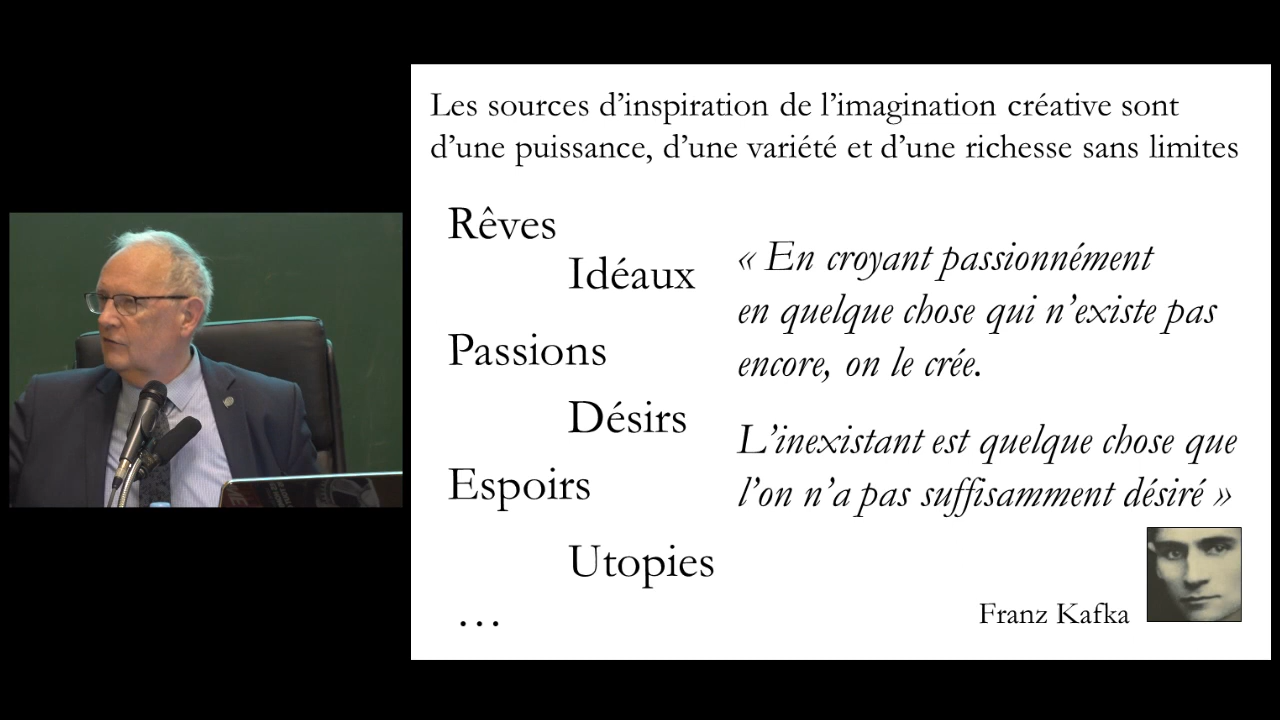 Les sources d’inspiration de l’imagination créative sont
d’une puissance, d’une variété et d’une richesse sans limites
Rêves
Idéaux
Passions
Désirs
Espoirs
Utopies
…
« En croyant passionnément
en quelque chose qui n’existe pas
encore, on le crée.
L’inexistant est quelque chose que
l’on n’a pas suffisamment désiré »
Franz Kafka